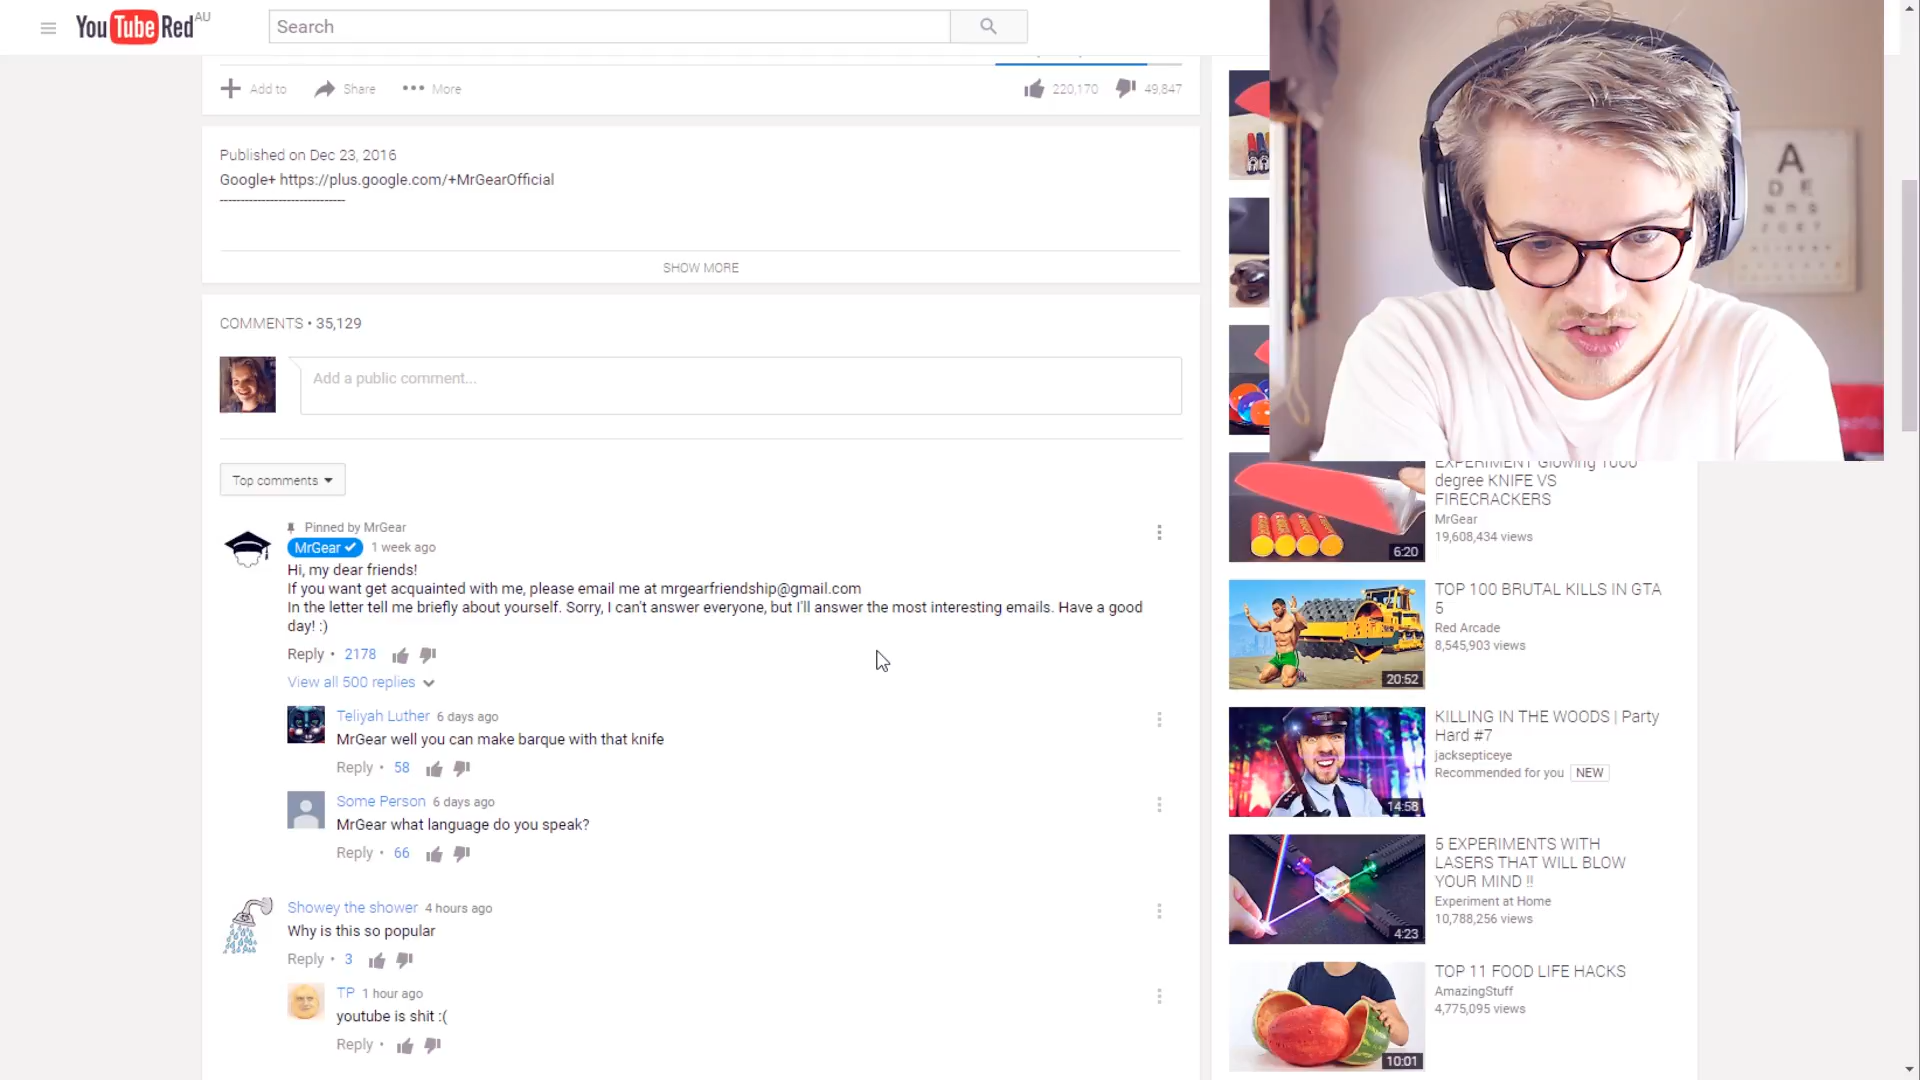 YouTube Red AU
Search
Add to
Share
More
220,170
49,847
Published on Dec 23, 2016
Google+ https://plus.google.com/+MrGearOfficial
------------------------------
SHOW MORE
COMMENTS • 35,129
Add a public comment...
Top comments
Pinned by MrGear
MrGear 1 week ago
Hi, my dear friends!
If you want get acquainted with me, please email me at mrgearfriendship@gmail.com
In the letter tell me briefly about yourself. Sorry, I can't answer everyone, but I'll answer the most interesting emails. Have a good
day! :)
Reply • 2178
View all 500 replies
Teliyah Luther 6 days ago
MrGear well you can make barque with that knife
Reply • 58
Some Person 6 days ago
MrGear what language do you speak?
Reply • 66
Showey the shower 4 hours ago
Why is this so popular
Reply • 3
TP 1 hour ago
youtube is shit :(
Reply •
A
D E
EXPERIMENT Glowing 1000
degree KNIFE VS
FIRECRACKERS
MrGear
19,608,434 views
6:20
TOP 100 BRUTAL KILLS IN GTA
5
Red Arcade
8,545,903 views
20:52
KILLING IN THE WOODS | Party
Hard #7
jacksepticeye
Recommended for you NEW
14:58
5 EXPERIMENTS WITH
LASERS THAT WILL BLOW
YOUR MIND !!
Experiment at Home
10,788,256 views
4:23
TOP 11 FOOD LIFE HACKS
AmazingStuff
4,775,095 views
10:01